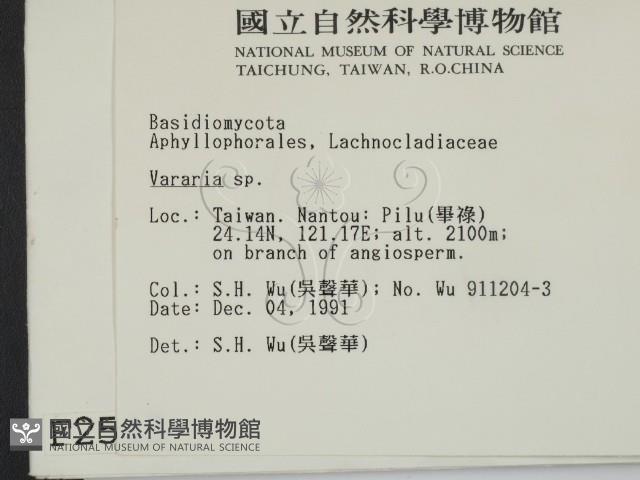 國立自然科學博物館
NATIONAL MUSEUM OF NATURAL SCIENCE
TAICHUNG, TAIWAN, R.O.CHINA
Basidiomycota
Aphyllophorales, Lachnocladiaceae
Vararia sp.
Loc.: Taiwan. Nantou: Pilu(畢祿)
24.14N, 121.17E; alt. 2100m;
on branch of angiosperm.
Col.: S.H. Wu(吳聲華); No. Wu 911204-3
Date: Dec. 04, 1991
Det.: S.H. Wu(吳聲華)
E25
國立自然科學博物館
NATIONAL MUSEUM OF NATURAL SCIENCE